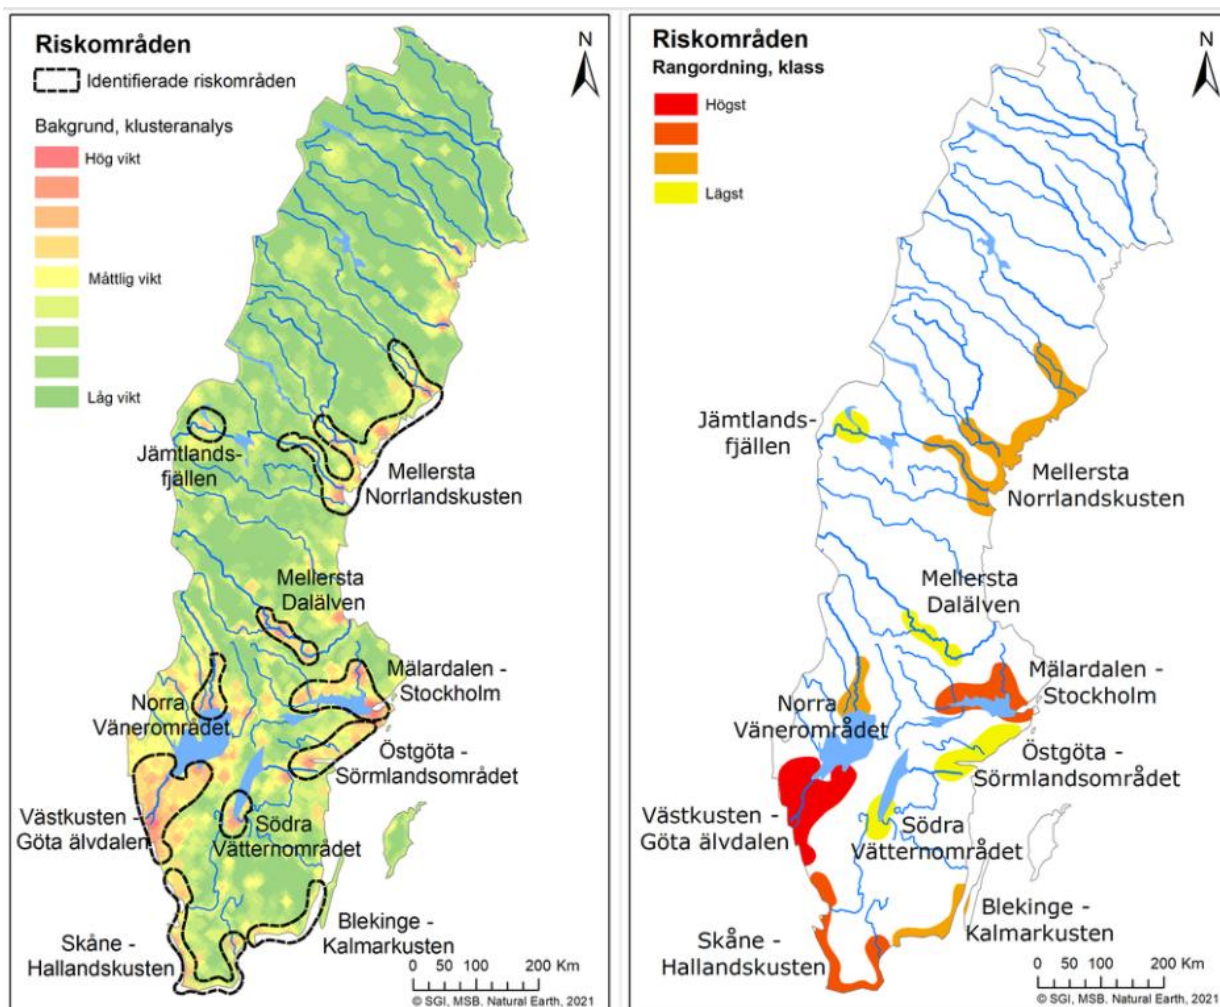 Riskområden
Identifierade riskområden
Bakgrund, klusteranalys
Hög vikt
Måttlig vikt
Låg vikt
N
Jämtlands-
fjällen
Mellersta
Norrlandskusten
Mellersta
Dalälven
Mälardalen -
Stockholm
Norra
Vänerområdet
Östgöta -
Sörmlandsområdet
Västkusten -
Göta älvdalen
Södra
Vätternområdet
Blekinge -
Kalmarkusten
Skåne -
Hallandskusten
0 50 100 200 Km
© SGI, MSB. Natural Earth, 2021
Riskområden
Rangordning, klass
Högst
Lägst
N
Jämtlands-
fjällen
Mellersta
Norrlandskusten
Mellersta
Dalälven
Mälardalen -
Stockholm
Norra
Vänerområdet
Östgöta -
Sörmlandsområdet
Västkusten -
Göta älvdalen
Södra
Vätternområdet
Blekinge -
Kalmarkusten
Skåne -
Hallandskusten
0 50 100 200 Km
© SGI, MSB. Natural Earth, 2021